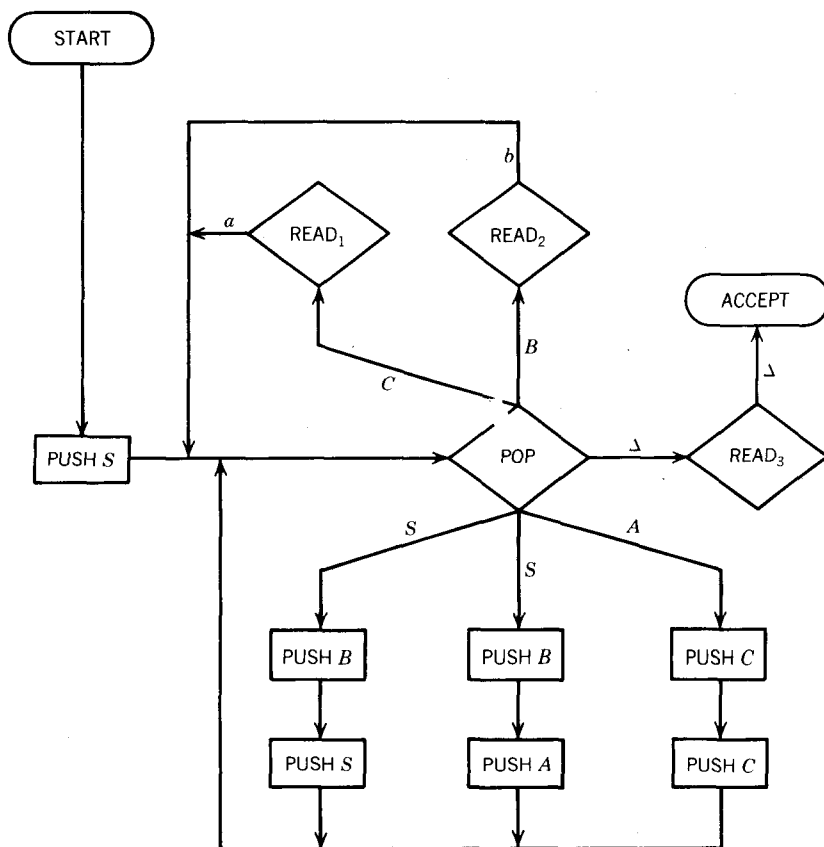 START
b
a
READ₁
READ₂
ACCEPT
C
B
Λ
PUSH S
POP
Λ
READ₃
S
S
A
PUSH B
PUSH B
PUSH C
PUSH S
PUSH A
PUSH C